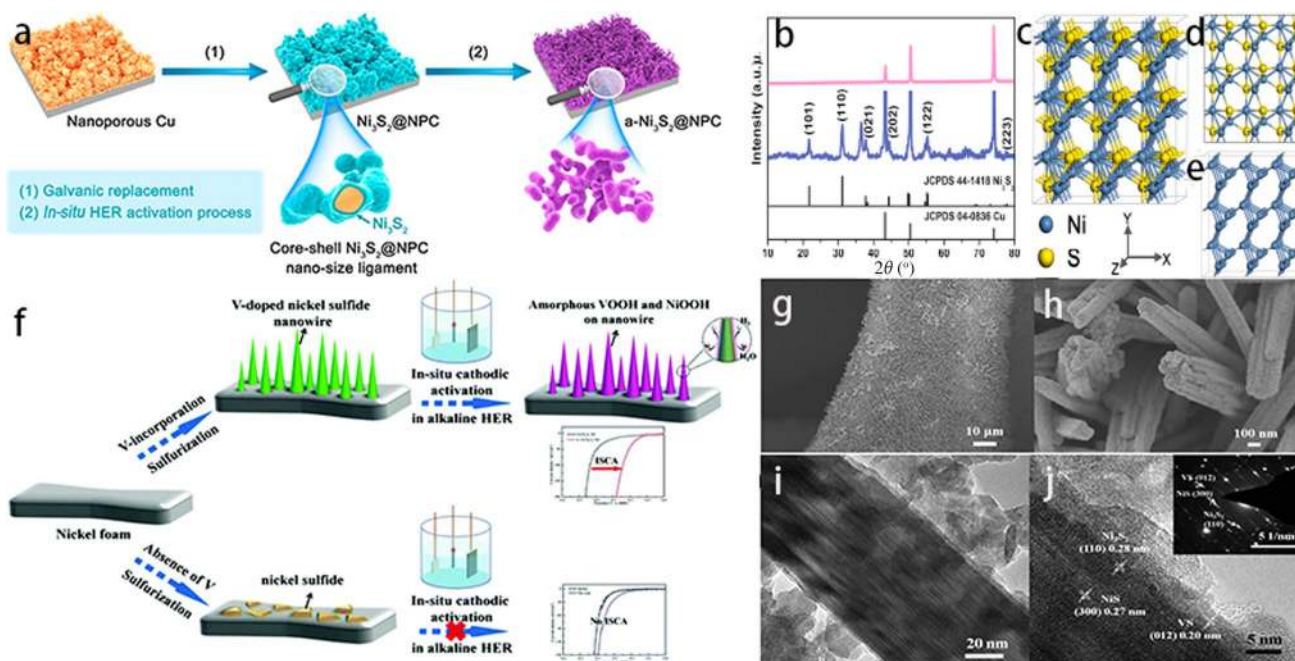 a
(1)
(2)
Nanoporous Cu
Ni₃S₂@NPC
a-Ni₃S₂@NPC
(1) Galvanic replacement
(2) In-situ HER activation process
Ni₃S₂
Core-shell Ni₃S₂@NPC
nano-size ligament
b
Intensity (a.u.)
(101)
(110)
(021)
(202)
(122)
(223)
JCPDS 44-1418 Ni₃S₂
JCPDS 04-0836 Cu
10 20 30 40 50 60 70 80
2θ (°)
c
d
e
Ni
S
Y
Z
X
f
V-doped nickel sulfide
nanowire
In-situ cathodic
activation
in alkaline HER
Amorphous VOOH and NiOOH
on nanowire
H₂
H₂O
V-incorporation
Sulfurization
ISCA
Nickel foam
Absence of V
Sulfurization
nickel sulfide
In-situ cathodic
activation
in alkaline HER
No ISCA
g
10 μm
h
100 nm
i
20 nm
j
VS (012)
NiS (300)
Ni₃S₂
(110)
5 1/nm
Ni₃S₂
(110) 0.28 nm
NiS
(300) 0.27 nm
VS
(012) 0.20 nm
5 nm